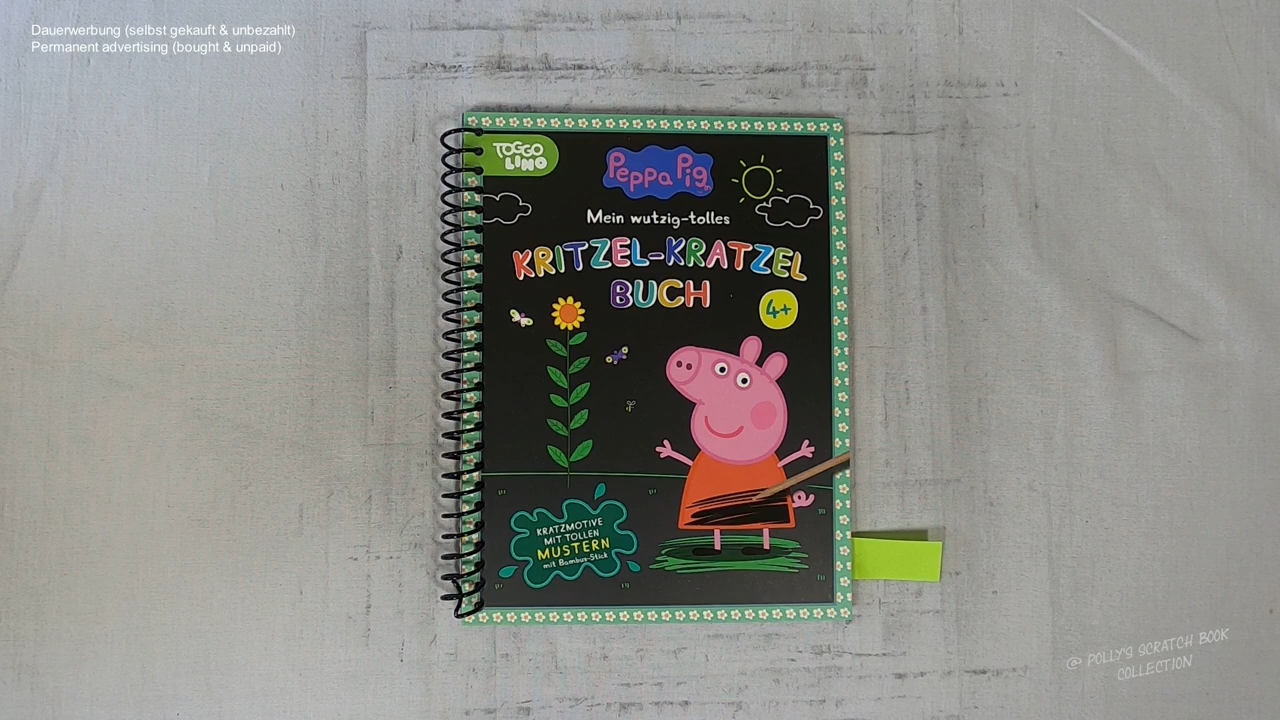 Dauerwerbung (selbst gekauft & unbezahlt)
Permanent advertising (bought & unpaid)
TOGGO
LINO
Peppa Pig
Mein wutzig-tolles
KRITZEL-KRATZEL
BUCH
4+
KRATZMOTIVE
MIT TOLLEN
MUSTERN
mit Bambus-Stick
@ POLLY'S SCRATCH BOOK
COLLECTION